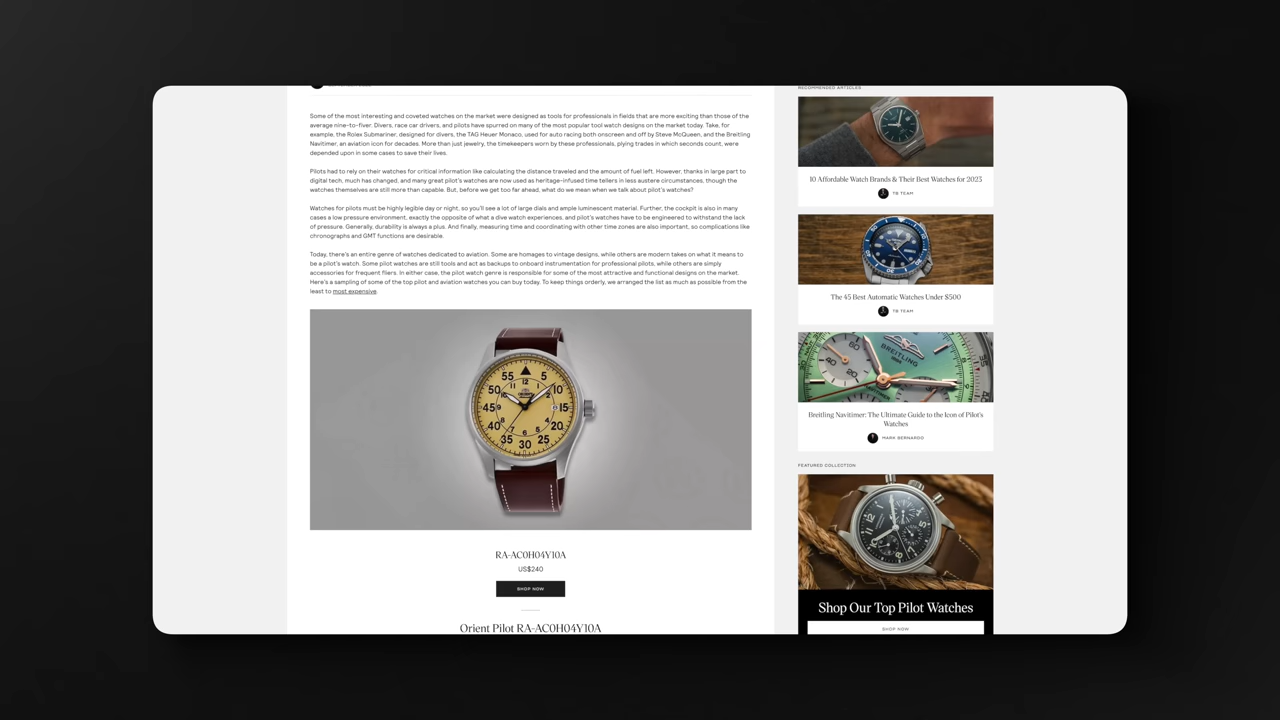 Some of the most interesting and coveted watches on the market were designed as tools for professionals in fields that are more exciting than those of the
average nine-to-fiver. Divers, race car drivers, and pilots have spurred on many of the most popular tool watch designs on the market today. Take, for
example, the Rolex Submariner, designed for divers, the TAG Heuer Monaco, used for auto racing both onscreen and off by Steve McQueen, and the Breitling
Navitimer, an aviation icon for decades. More than just jewelry, the timekeepers worn by these professionals, plying trades in which seconds count, were
depended upon in some cases to save their lives.
Pilots had to rely on their watches for critical information like calculating the distance traveled and the amount of fuel left. However, thanks in large part to
digital tech, much has changed, and many great pilot's watches are now used as heritage-infused time tellers in less austere circumstances, though the
watches themselves are still more than capable. But, before we get too far ahead, what do we mean when we talk about pilot's watches?
Watches for pilots must be highly legible day or night, so you'll see a lot of large dials and ample luminescent material. Further, the cockpit is also in many
cases a low pressure environment, exactly the opposite of what a dive watch experiences, and pilot's watches have to be engineered to withstand the lack
of pressure. Generally, durability is always a plus. And finally, measuring time and coordinating with other time zones are also important, so complications like
chronographs and GMT functions are desirable.
Today, there's an entire genre of watches dedicated to aviation. Some are homages to vintage designs, while others are modern takes on what it means to
be a pilot's watch. Some pilot watches are still tools and act as backups to onboard instrumentation for professional pilots, while others are simply
accessories for frequent fliers. In either case, the pilot watch genre is responsible for some of the most attractive and functional designs on the market.
Here's a sampling of some of the top pilot and aviation watches you can buy today. To keep things orderly, we arranged the list as much as possible from the
least to most expensive.
55 5
50 12 10
45 9 15
40 20
35 30 25
ORIENT
RA-AC0H04Y10A
US$240
SHOP NOW
Orient Pilot RA-AC0H04Y10A
RECOMMENDED ARTICLES
10 Affordable Watch Brands & Their Best Watches for 2023
TB TEAM
The 45 Best Automatic Watches Under $500
TB TEAM
BREITLING
60
Breitling Navitimer: The Ultimate Guide to the Icon of Pilot's
Watches
MARK BERNARDO
FEATURED COLLECTION
Shop Our Top Pilot Watches
SHOP NOW